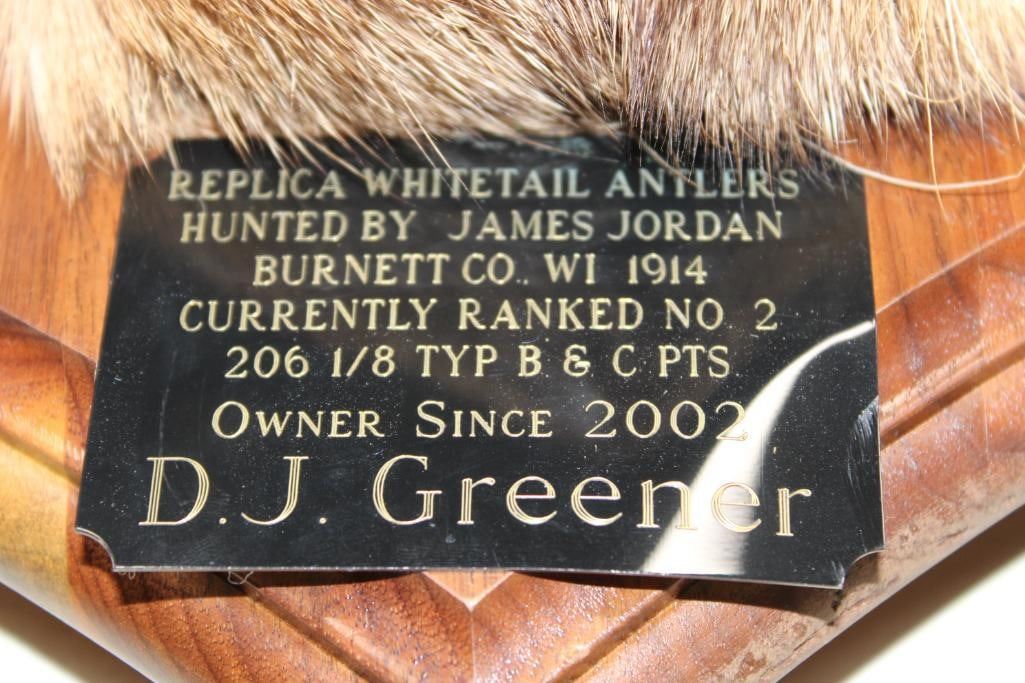 REPLICA WHITETAIL ANTLERS
HUNTED BY JAMES JORDAN
BURNETT CO., WI 1914
CURRENTLY RANKED NO 2
206 1/8 TYP B & C PTS
OWNER SINCE 2002
D.J. Greener